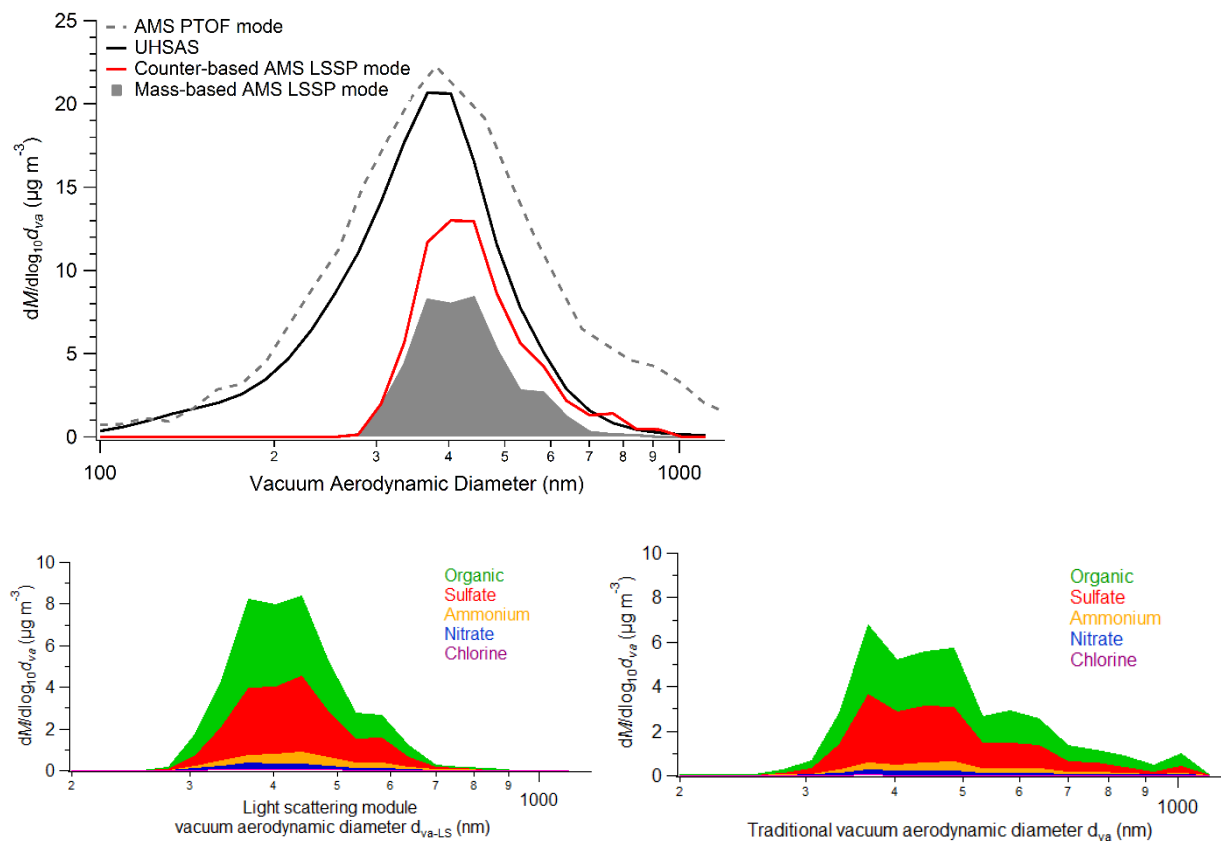 25
20
15
10
5
0
dM/dlog10dva (µg m-3)
AMS PTOF mode
UHSAS
Counter-based AMS LSSP mode
Mass-based AMS LSSP mode
100 2 3 4 5 6 7 8 9 1000
Vacuum Aerodynamic Diameter (nm)
10
8
6
4
2
0
dM/dlog10dva (µg m-3)
Organic
Sulfate
Ammonium
Nitrate
Chlorine
2 3 4 5 6 7 8 9 1000
Light scattering module
vacuum aerodynamic diameter dva-LS (nm)
10
8
6
4
2
0
dM/dlog10dva (µg m-3)
Organic
Sulfate
Ammonium
Nitrate
Chlorine
2 3 4 5 6 7 8 9 1000
Traditional vacuum aerodynamic diameter dva (nm)